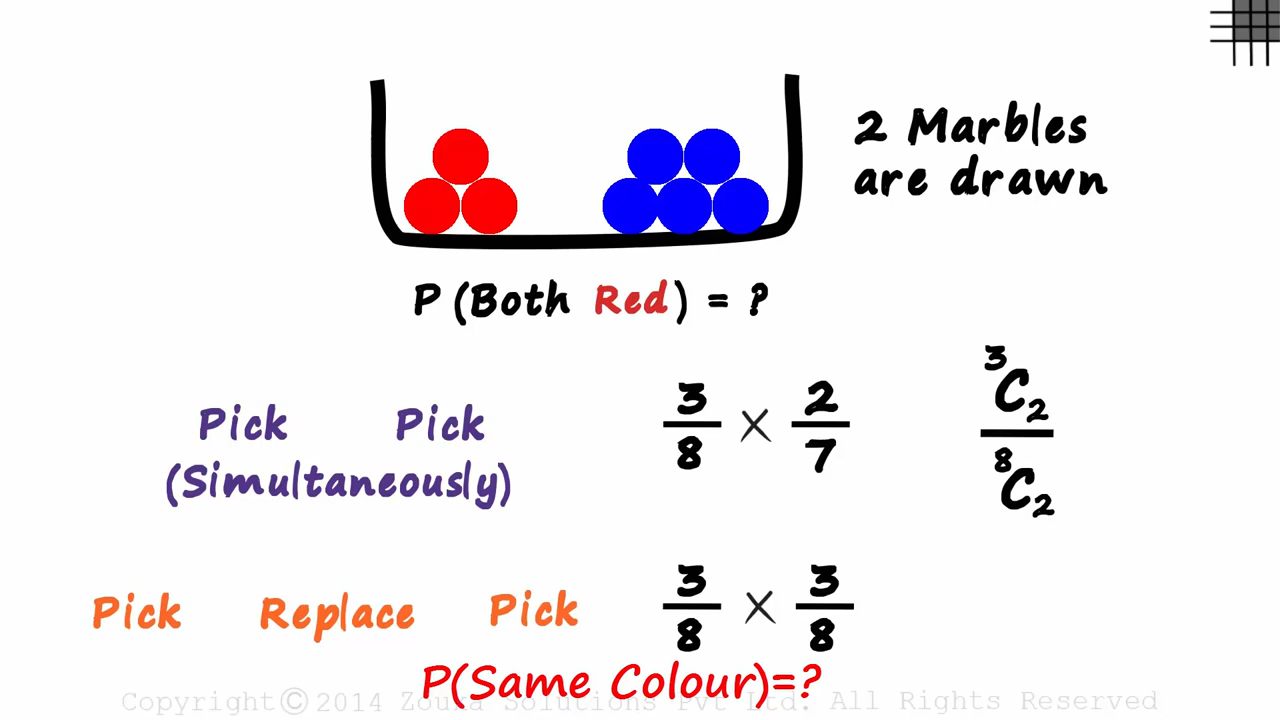 2 Marbles
are drawn
P (Both Red) = ?
Pick Pick
(Simultaneously)
3/8 × 2/7
³C₂/⁸C₂
Pick Replace Pick
3/8 × 3/8
P(Same Colour)=?
Copyright©2014 Solutions Pvt Ltd. All Rights Reserved